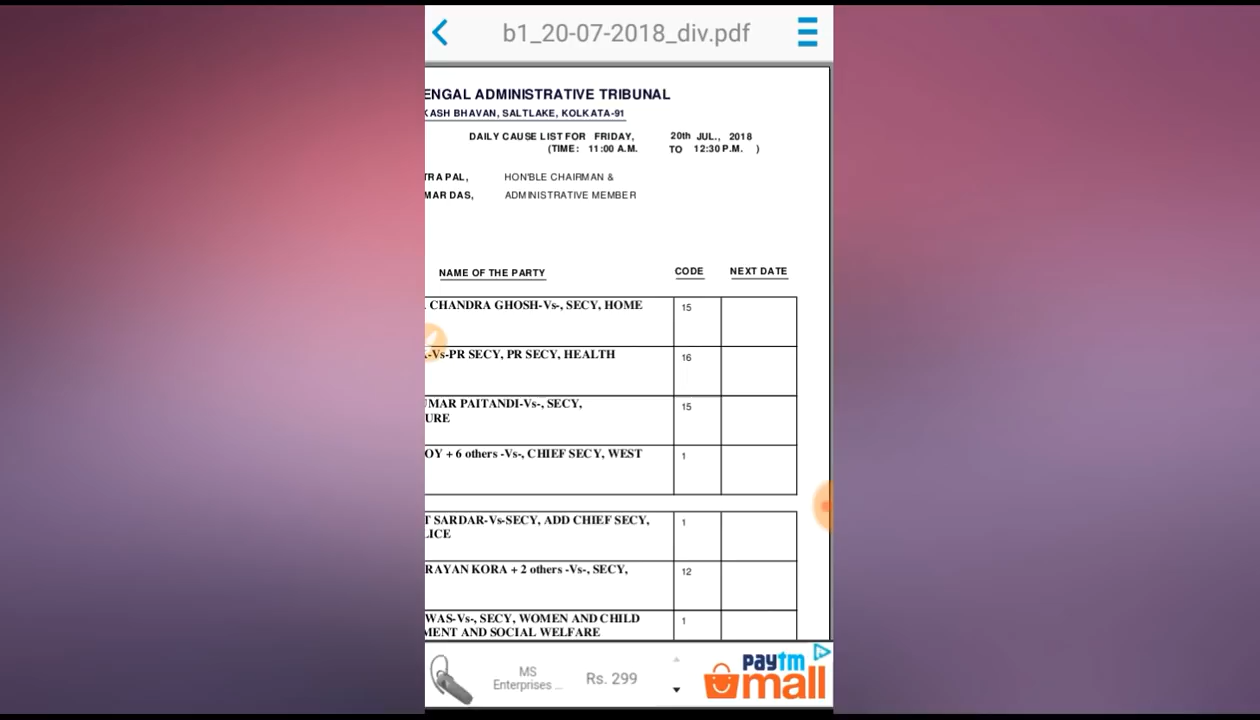 b1_20-07-2018_div.pdf
ENGAL ADMINISTRATIVE TRIBUNAL
KASH BHAVAN, SALTLAKE, KOLKATA-91
DAILY CAUSE LIST FOR FRIDAY, 20th JUL., 2018
(TIME: 11:00 A.M. TO 12:30 P.M. )
TRA PAL, HON'BLE CHAIRMAN &
MAR DAS, ADMINISTRATIVE MEMBER
NAME OF THE PARTY CODE NEXT DATE
CHANDRA GHOSH-Vs-, SECY, HOME 15
-Vs-PR SECY, PR SECY, HEALTH 16
UMAR PAITANDI-Vs-, SECY, 15
URE
OY + 6 others -Vs-, CHIEF SECY, WEST 1
T SARDAR-Vs-SECY, ADD CHIEF SECY, 1
LICE
RAYAN KORA + 2 others -Vs-, SECY, 12
WAS-Vs-, SECY, WOMEN AND CHILD 1
MENT AND SOCIAL WELFARE
MS
Enterprises ...
Rs. 299
paytm
mall